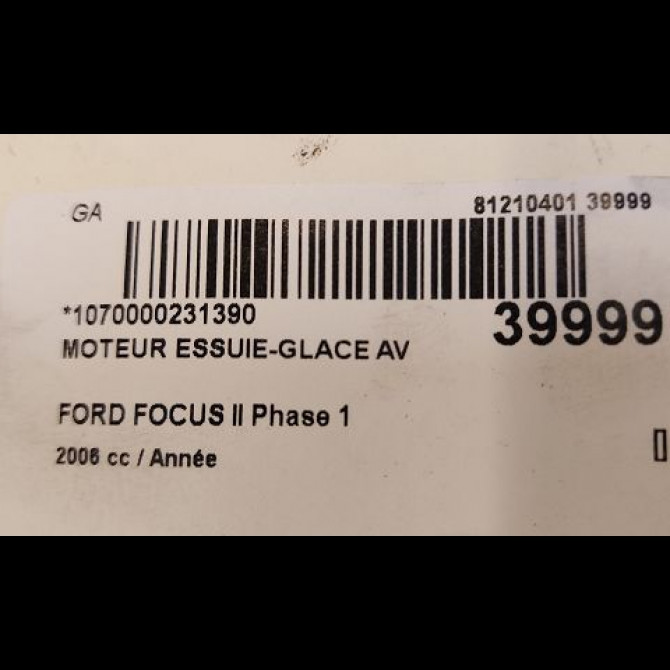 GA
81210401 39999
*1070000231390
39999
MOTEUR ESSUIE-GLACE AV
FORD FOCUS II Phase 1
2006 cc / Année